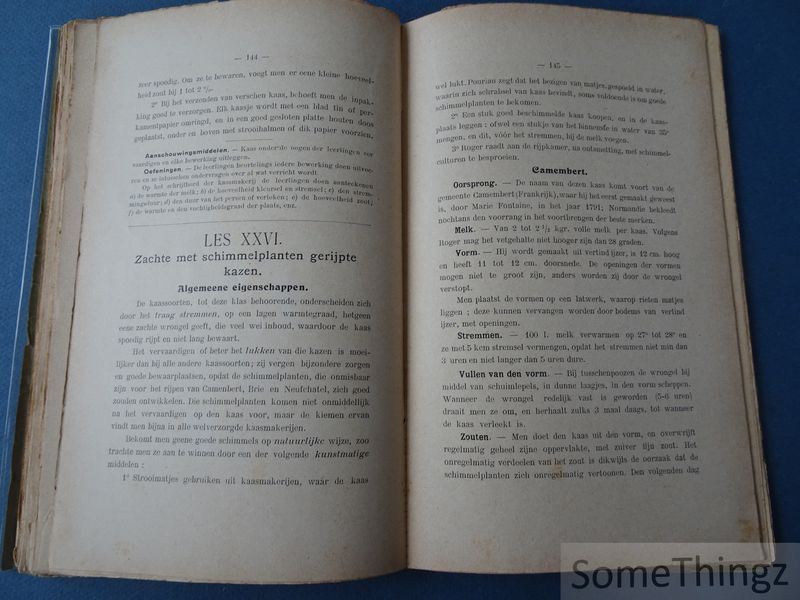 — 144 —
zeer spoedig. Om ze te bewaren, voegt men er eene kleine hoeveel-
heid zout bij 1 tot 2 °/₀₀
2º Bij het verzenden van verschen kaas, behoeft men de inpak-
king goed te verzorgen. Elk kaasje wordt met een blad tin of per-
kamenpapier omringd, en in een goed gesloten platte houten doos
geplaatst, onder en boven met strooihalmen of dik papier voorzien.
Aanschouwingsmiddelen. — Kaas onder de oogen der leerlingen ver-
vaardigen en elke bewerking uitleggen.
Oefeningen. — De leerlingen beurtelings iedere bewerking doen uitvoe-
ren en ze intusschen ondervragen over al wat verricht wordt.
Op het schrijfbord der kaasmakerij de leerlingen doen aanteekenen
a) de warmte der melk; b) de hoeveelheid kleursel en stremsel; c) den strem-
mingsduur; d) den duur van het persen of verleken; e) de hoeveelheid zout;
f) de warmte en den vochtigheidsgraad der plaats, enz.
LES XXVI.
Zachte met schimmelplanten gerijpte
kazen.
Algemeene eigenschappen.
De kaassoorten, tot deze klas behoorende, onderscheiden zich
door het traag stremmen, op een lagen warmtegraad, hetgeen
eene zachte wrongel geeft, die veel wei inhoud, waardoor de kaas
spoedig rijpt en niet lang bewaart.
Het vervaardigen of beter het lukken van die kazen is moei-
lijker dan bij alle andere kaassoorten; zij vergen bijzondere zorgen
en goede bewaarplaatsen, opdat de schimmelplanten, die onmisbaar
zijn voor het rijpen van Camenbert, Brie en Neufchatel, zich goed
zouden ontwikkelen. Die schimmelplanten komen niet onmiddellijk
na het vervaardigen op den kaas voor, maar de kiemen ervan
vindt men bijna in alle welverzorgde kaasmakerijen.
Bekomt men geene goede schimmels op natuurlijke wijze, zoo
trachte men ze aan te winnen door een der volgende kunstmatige
middelen :
1º Strooimatjes gebruiken uit kaasmakerijen, waar de kaas
— 145 —
wel lukt. Pouriau zegt dat het bezigen van matjes, gespoeld in water,
waarin zich schraisel van kaas bevindt, soms voldoende is om goede
schimmelplanten te bekomen.
2º Een stuk goed beschimmelde kaas koopen, en in de kaas-
plaats leggen ; ofwel een stukje van het binnenste in water van 35º
mengen, en dit, vóór het stremmen, bij de melk voegen.
3º Roger raadt aan de rijpkamer, na ontsmetting, met schimmel-
culturen te besproeien.
Camembert.
Oorsprong. — De naam van dezen kaas komt voort van de
gemeente Camembert (Frankrijk), waar hij het eerst gemaakt geweest
is, door Marie Fontaine, in het jaar 1791; Normandie bekleedt
nochtans den voorrang in het voortbrengen der beste merken.
Melk. — Van 2 tot 2 1/2 kgr. volle melk per kaas. Volgens
Roger mag het vetgehalte niet hooger zijn dan 28 graden.
Vorm. — Hij wordt gemaakt uit vertind ijzer, is 12 cm. hoog
en heeft 11 tot 12 cm. doorsnede. De openingen der vormen
mogen niet te groot zijn, anders worden zij door de wrongel
verstopt.
Men plaatst de vormen op een latwerk, waarop rieten matjes
liggen ; deze kunnen vervangen worden door bodems van vertind
ijzer, met openingen.
Stremmen. — 100 l. melk verwarmen op 27º tot 28º en
ze met 5 kcm stremsel vermengen, opdat het stremmen niet min dan
3 uren en niet langer dan 5 uren dure.
Vullen van den vorm. — Bij tusschenpoozen de wrongel bij
middel van schuimlepels, in dunne laagjes, in den vorm scheppen.
Wanneer de wrongel redelijk vast is geworden (5-6 uren)
draait men ze om, en herhaalt zulks 3 maal daags, tot wanneer
de kaas verleekt is.
Zouten. — Men doet den kaas uit den vorm, en overwrijft
regelmatig geheel zijne oppervlakte, met zuiver fijn zout. Het
onregelmatig verdeelen van het zout is dikwijls de oorzaak dat de
schimmelplanten zich onregelmatig vertoonen. Den volgenden dag
SomeThingz